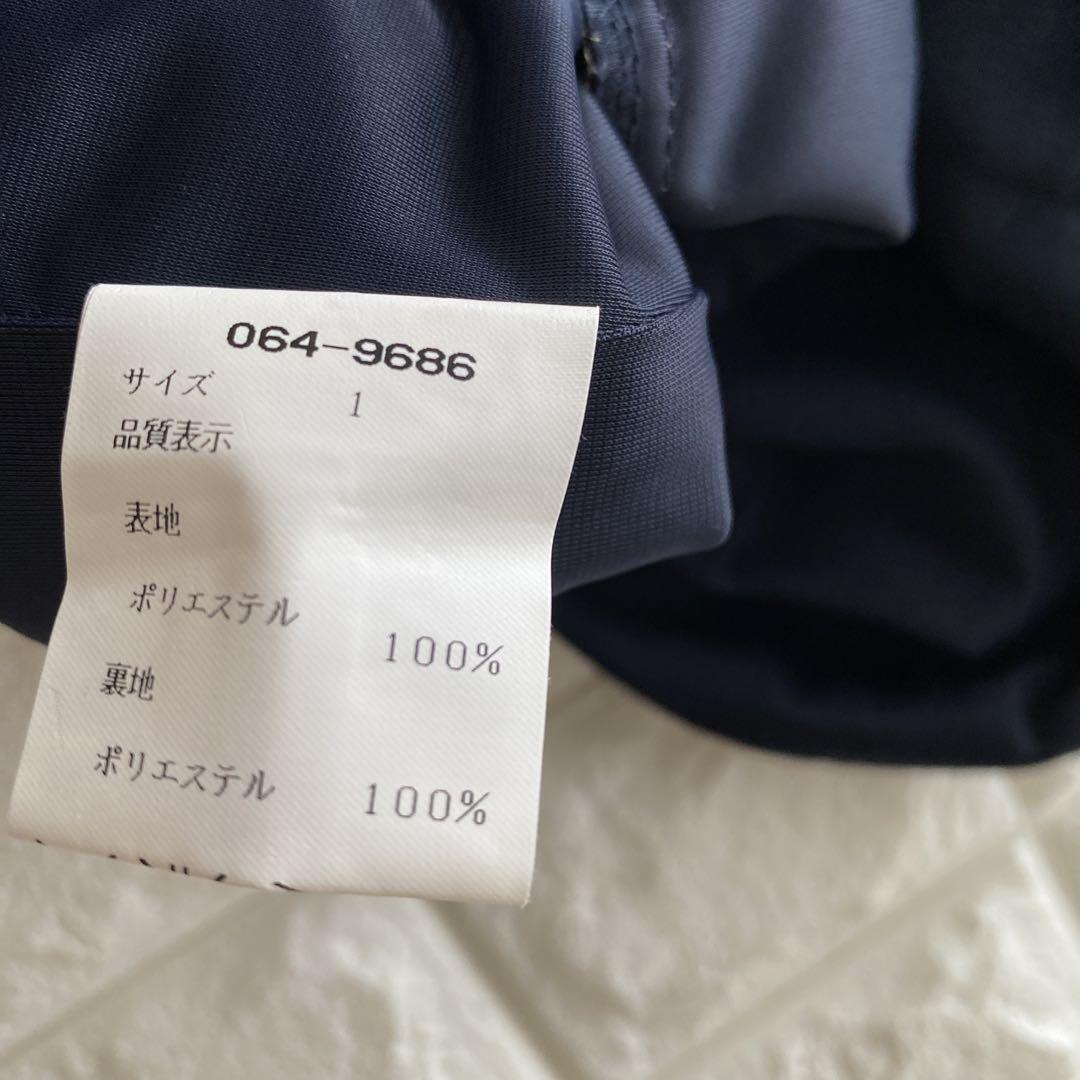 064-9686
サイズ
1
品質表示
表地
ポリエステル
100%
裏地
ポリエステル
100%